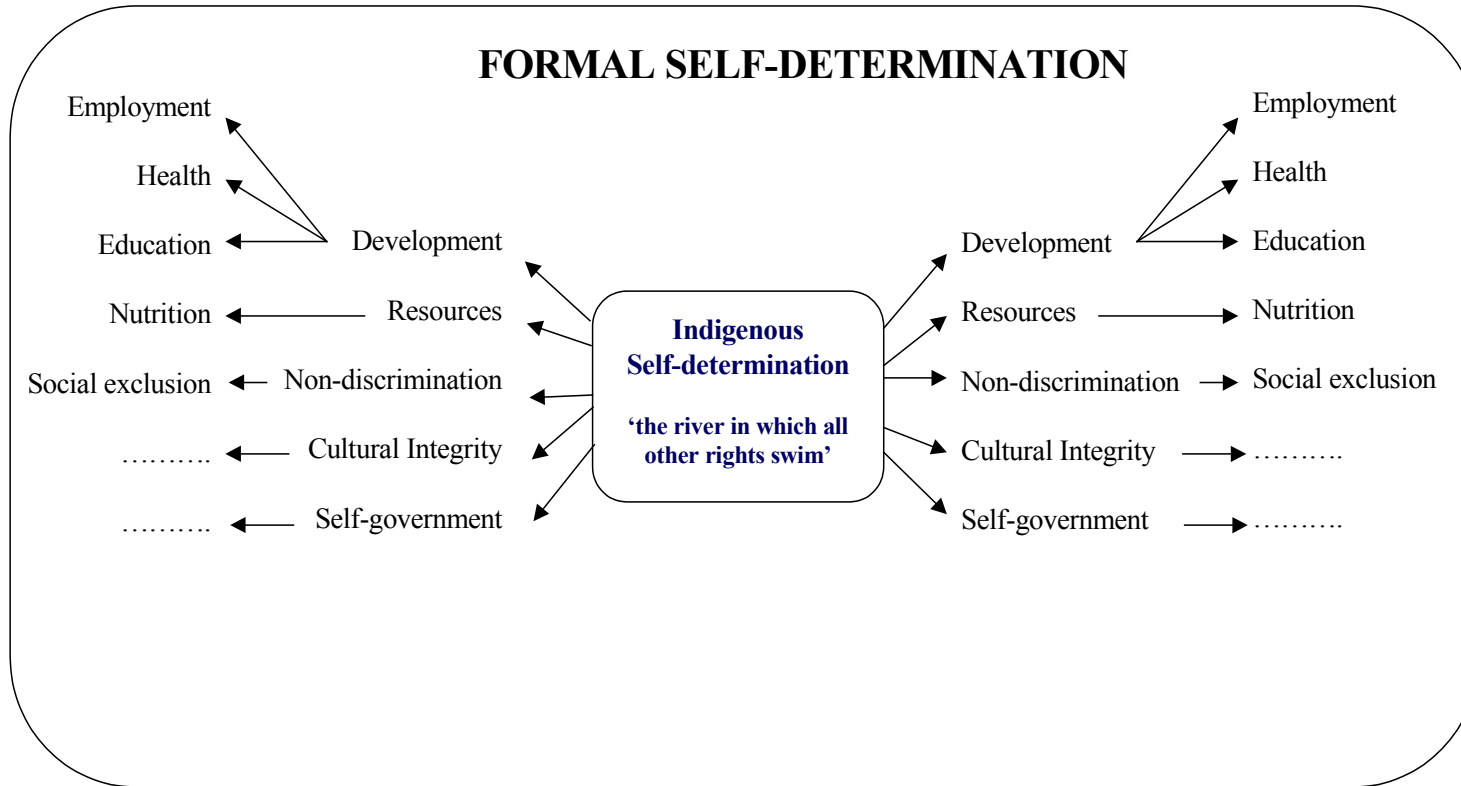 FORMAL SELF-DETERMINATION
Employment
Health
Education
Nutrition
Social exclusion
……….
……….
Development
Resources
Non-discrimination
Cultural Integrity
Self-government
Indigenous
Self-determination
‘the river in which all
other rights swim’
Development
Resources
Non-discrimination
Cultural Integrity
Self-government
Employment
Health
Education
Nutrition
Social exclusion
……….
……….